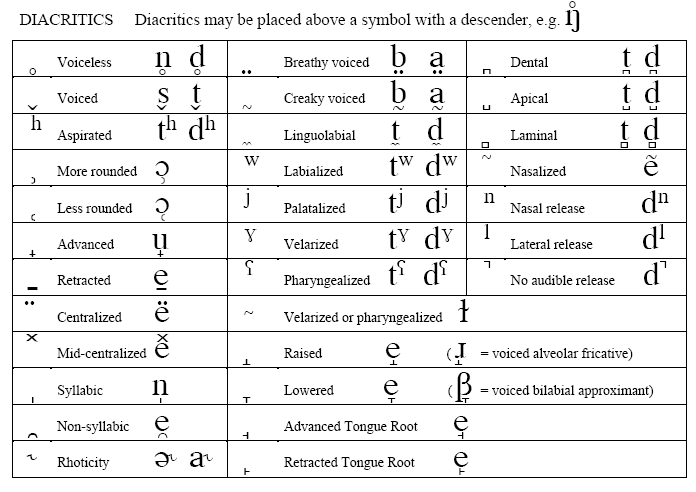 DIACRITICS Diacritics may be placed above a symbol with a descender, e.g. ŋ̊
̥ Voiceless n̥ d̥ ̤ Breathy voiced b̤ a̤ ̪ Dental t̪ d̪
̬ Voiced s̬ t̬ ̰ Creaky voiced b̰ a̰ ̺ Apical t̺ d̺
ʰ Aspirated tʰ dʰ ̼ Linguolabial t̼ d̼ ̻ Laminal t̻ d̻
̹ More rounded ɔ̹ ʷ Labialized tʷ dʷ ̃ Nasalized ẽ
̜ Less rounded ɔ̜ ʲ Palatalized tʲ dʲ ⁿ Nasal release dⁿ
̟ Advanced u̟ ˠ Velarized tˠ dˠ ˡ Lateral release dˡ
̠ Retracted e̠ ˤ Pharyngealized tˤ dˤ ̚ No audible release d̚
̈ Centralized ë ̴ Velarized or pharyngealized ɫ
̽ Mid-centralized e̽ ̝ Raised e̝ (ɹ̝ = voiced alveolar fricative)
̩ Syllabic n̩ ̞ Lowered e̞ (β̞ = voiced bilabial approximant)
̯ Non-syllabic e̯ ̘ Advanced Tongue Root e̘
˞ Rhoticity ə˞ a˞ ̙ Retracted Tongue Root e̙